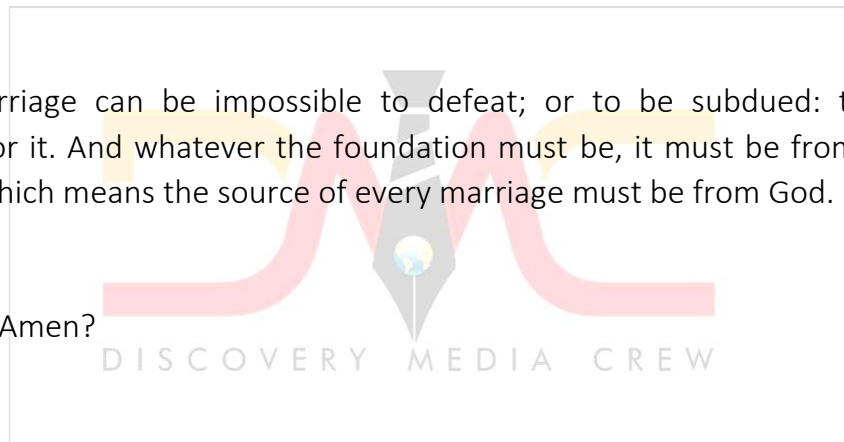 rriage can be impossible to defeat; or to be subdued: t
or it. And whatever the foundation must be, it must be from
hich means the source of every marriage must be from God.
Amen?
DISCOVERY MEDIA CREW